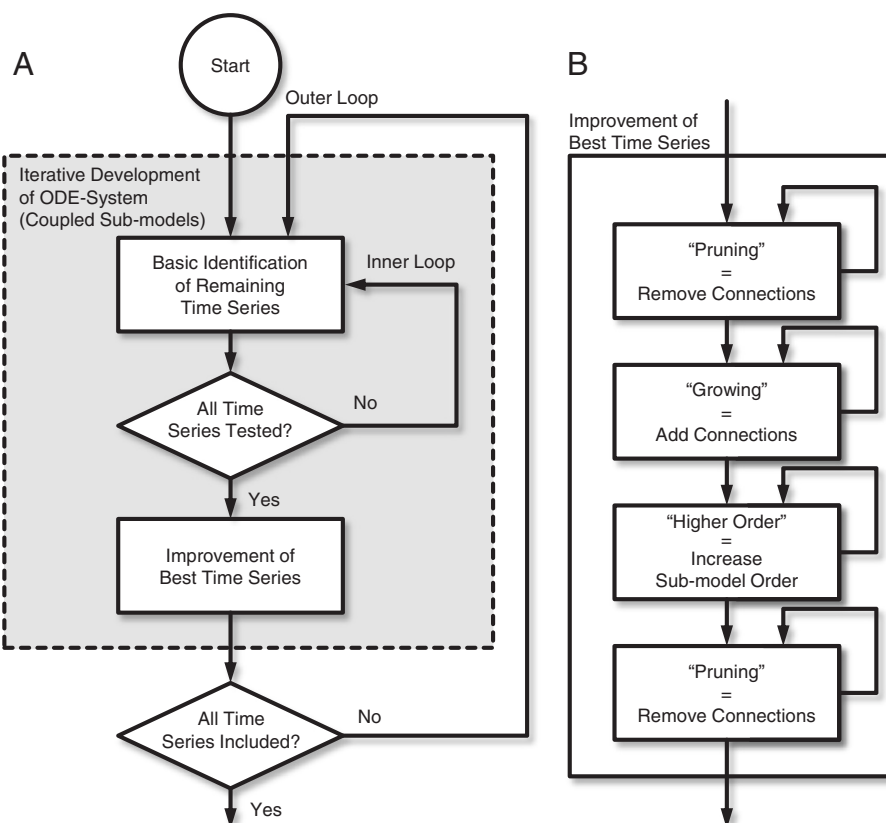 A
Start
Outer Loop
Iterative Development
of ODE-System
(Coupled Sub-models)
Basic Identification
of Remaining
Time Series
Inner Loop
All Time
Series Tested?
No
Yes
Improvement of
Best Time Series
All Time
Series Included?
No
Yes
B
Improvement of
Best Time Series
“Pruning”
=
Remove Connections
“Growing”
=
Add Connections
“Higher Order”
=
Increase
Sub-model Order
“Pruning”
=
Remove Connections